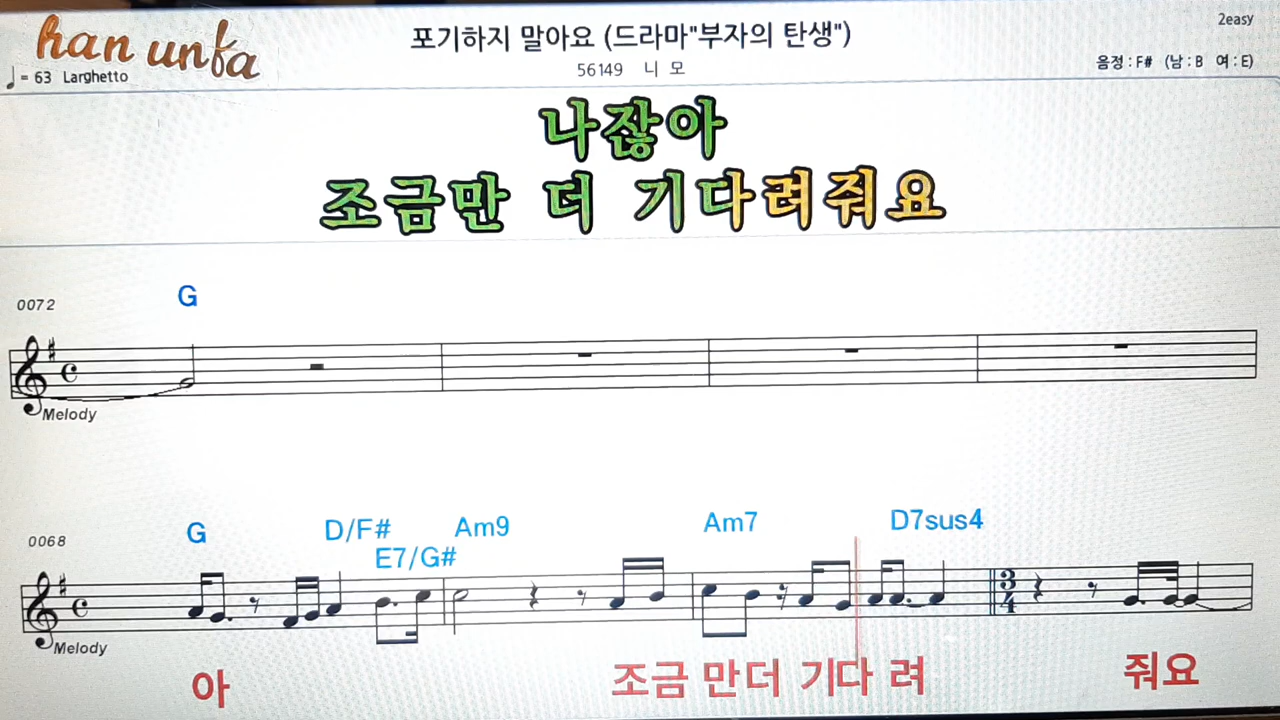 han unfa
포기하지 말아요 (드라마"부자의 탄생")
2easy
♩= 63 Larghetto
56149 니 모
음정 : F# (남 : B 여 : E)
나잖아
조금만 더 기다려줘요
0072
G
Melody
0068
G D/F# Am9 Am7 D7sus4
E7/G#
3
4
Melody
아 조금 만더 기다 려 줘요